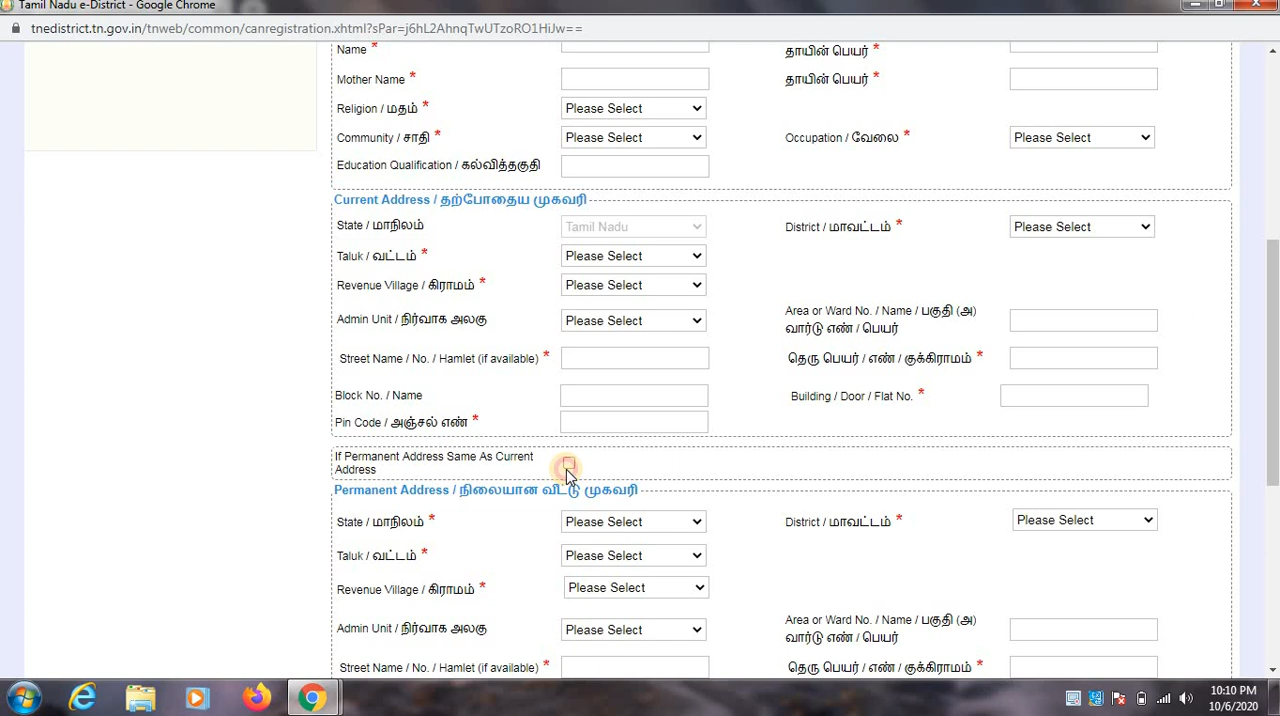 Tamil Nadu e-District - Google Chrome
tnedistrict.tn.gov.in/tnweb/common/canregistration.xhtml?sPar=j6hL2AhnqTwUTzoRO1HiJw==
Name * தாயின் பெயர் *
Mother Name * தாயின் பெயர் *
Religion / மதம் * Please Select
Community / சாதி * Please Select Occupation / வேலை * Please Select
Education Qualification / கல்வித்தகுதி
Current Address / தற்போதைய முகவரி
State / மாநிலம் Tamil Nadu District / மாவட்டம் * Please Select
Taluk / வட்டம் * Please Select
Revenue Village / கிராமம் * Please Select
Admin Unit / நிர்வாக அலகு Please Select Area or Ward No. / Name / பகுதி (அ)
வார்டு எண் / பெயர்
Street Name / No. / Hamlet (if available) * தெரு பெயர் / எண் / குக்கிராமம் *
Block No. / Name Building / Door / Flat No. *
Pin Code / அஞ்சல் எண் *
If Permanent Address Same As Current
Address
Permanent Address / நிலையான வீட்டு முகவரி
State / மாநிலம் * Please Select District / மாவட்டம் * Please Select
Taluk / வட்டம் * Please Select
Revenue Village / கிராமம் * Please Select
Admin Unit / நிர்வாக அலகு Please Select Area or Ward No. / Name / பகுதி (அ)
வார்டு எண் / பெயர்
Street Name / No. / Hamlet (if available) * தெரு பெயர் / எண் / குக்கிராமம் *
10:10 PM
10/6/2020